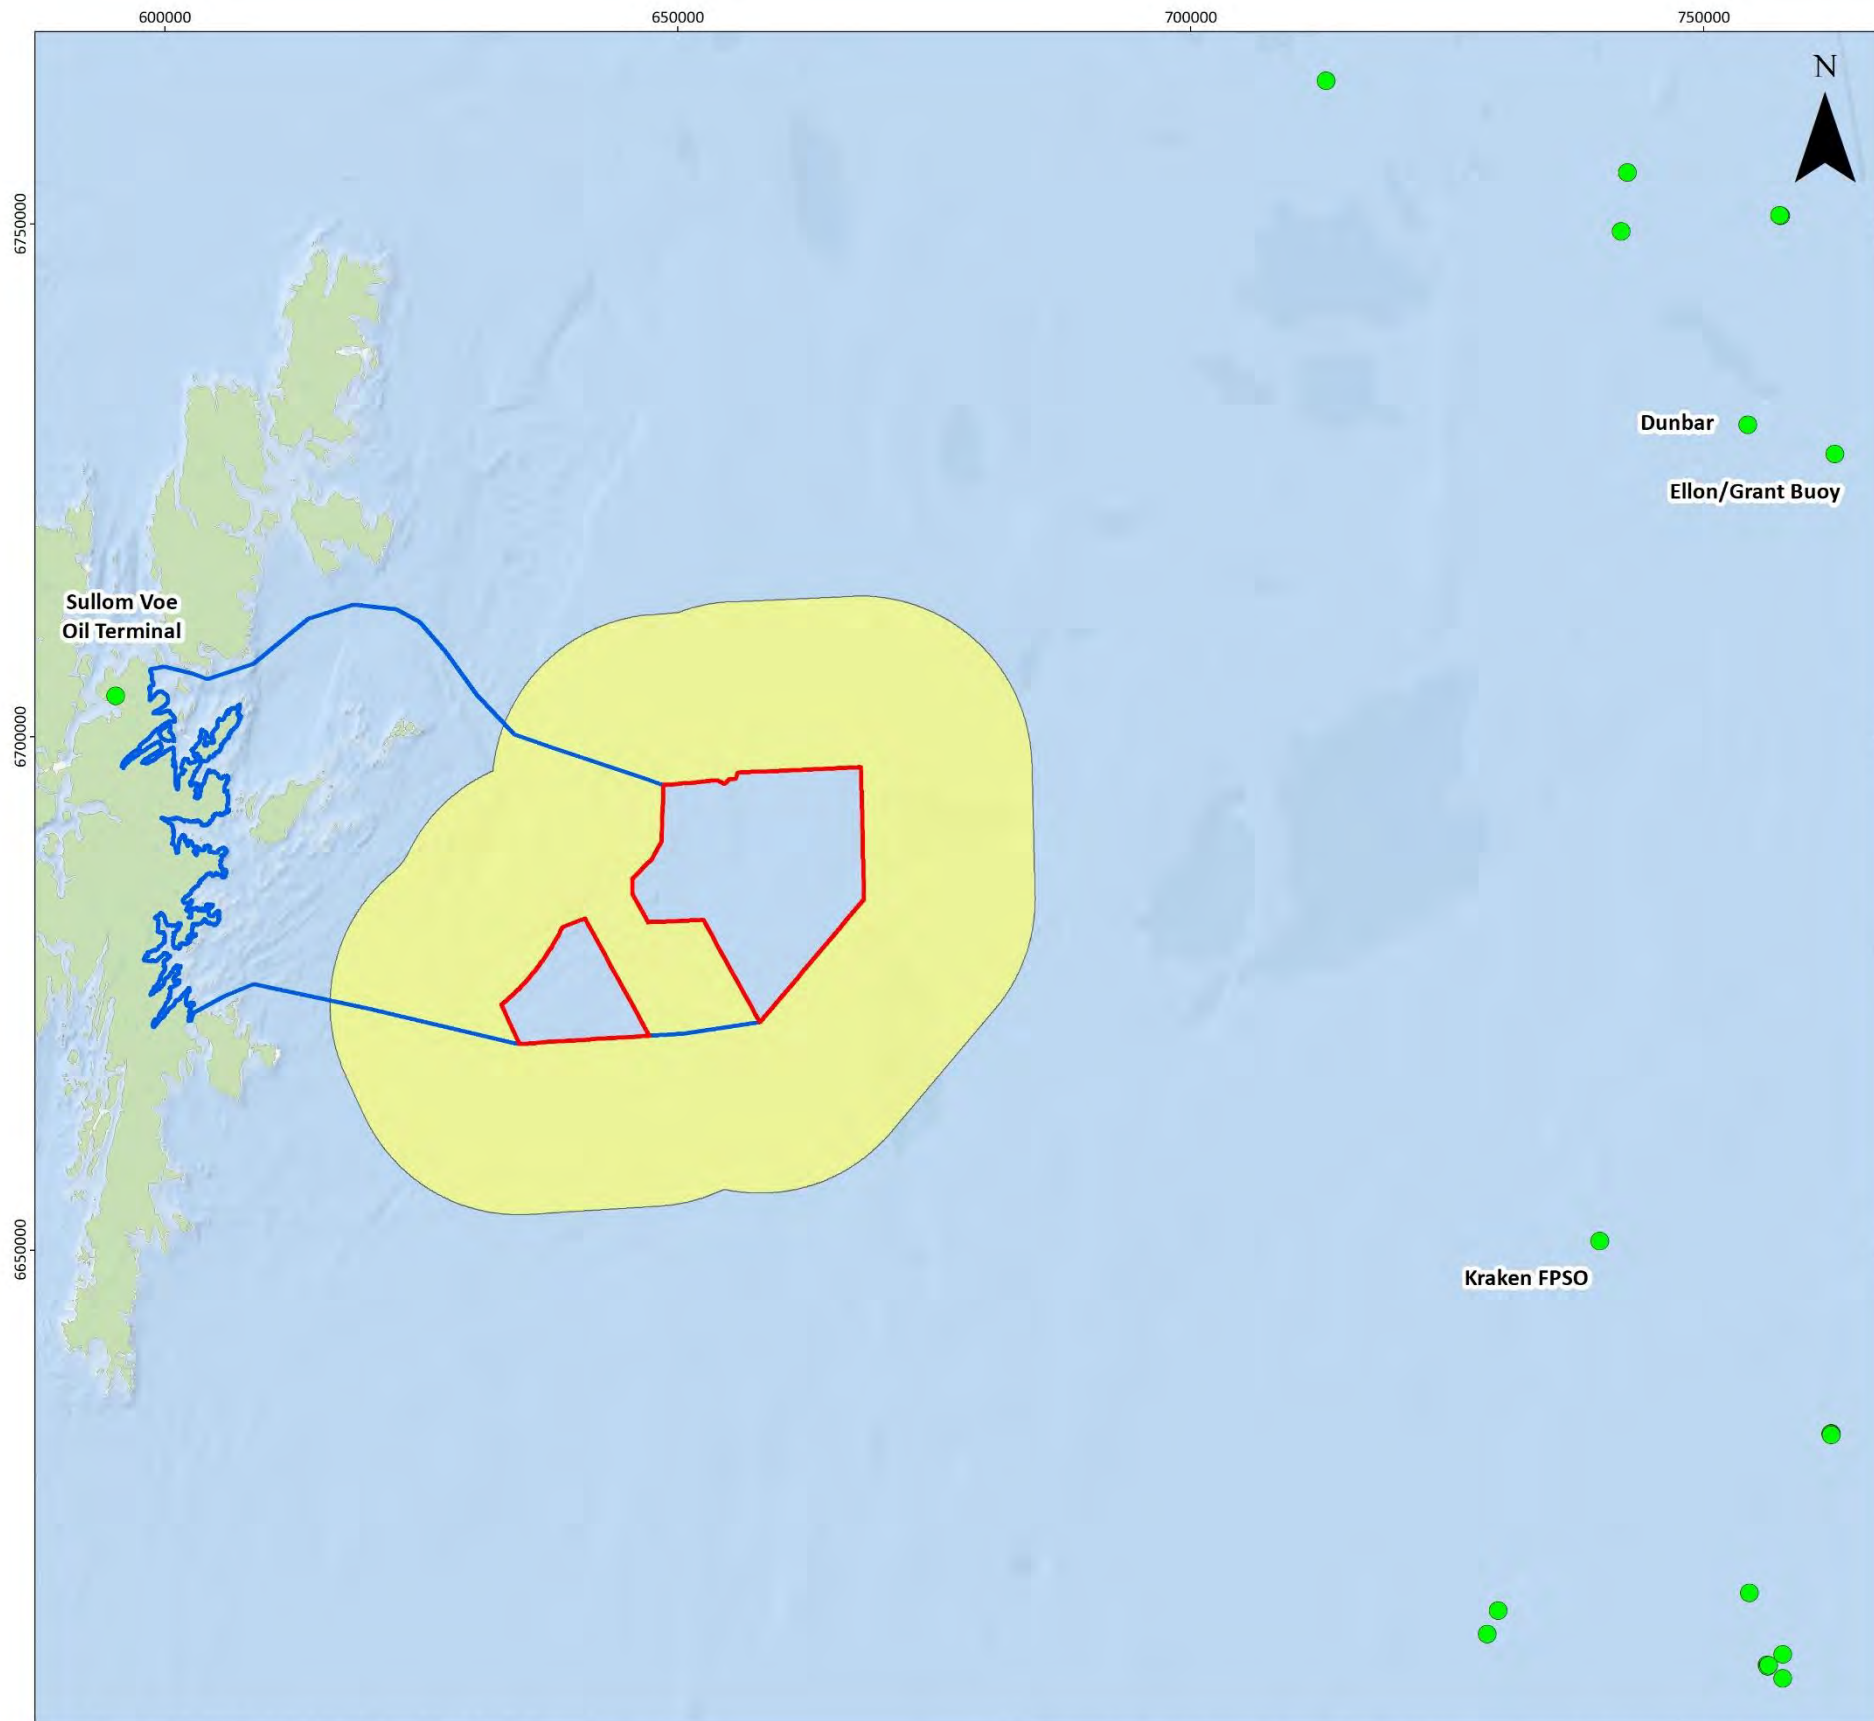 600000
650000
700000
750000
N
6750000
Dunbar
Ellon/Grant Buoy
Sullom Voe
Oil Terminal
6700000
6650000
Kraken FPSO